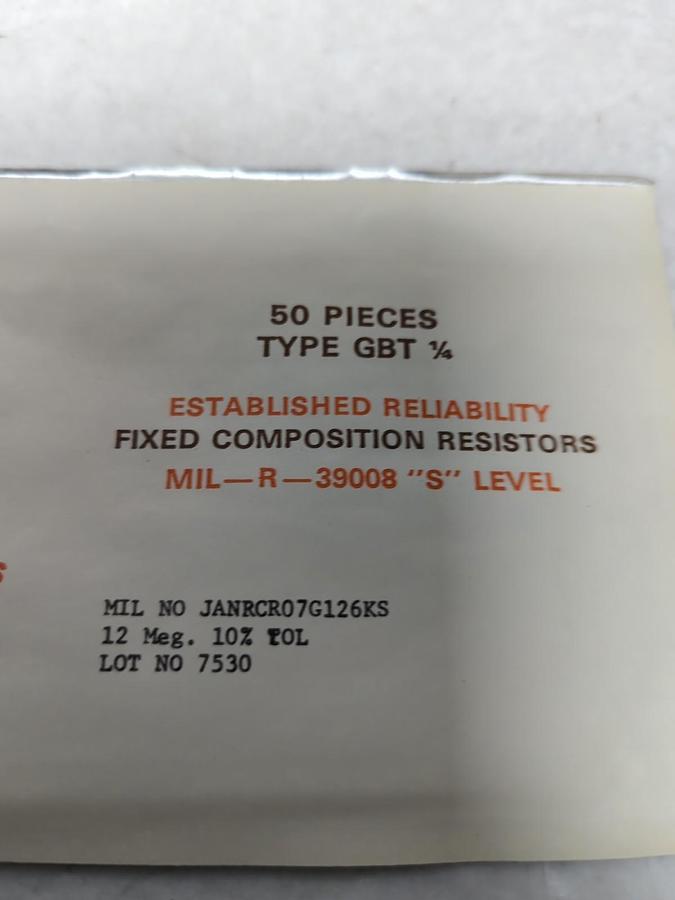 50 PIECES
TYPE GBT ¼
ESTABLISHED RELIABILITY
FIXED COMPOSITION RESISTORS
MIL—R—39008 "S" LEVEL
MIL NO JANRCR07G126KS
12 Meg. 10% TOL
LOT NO 7530